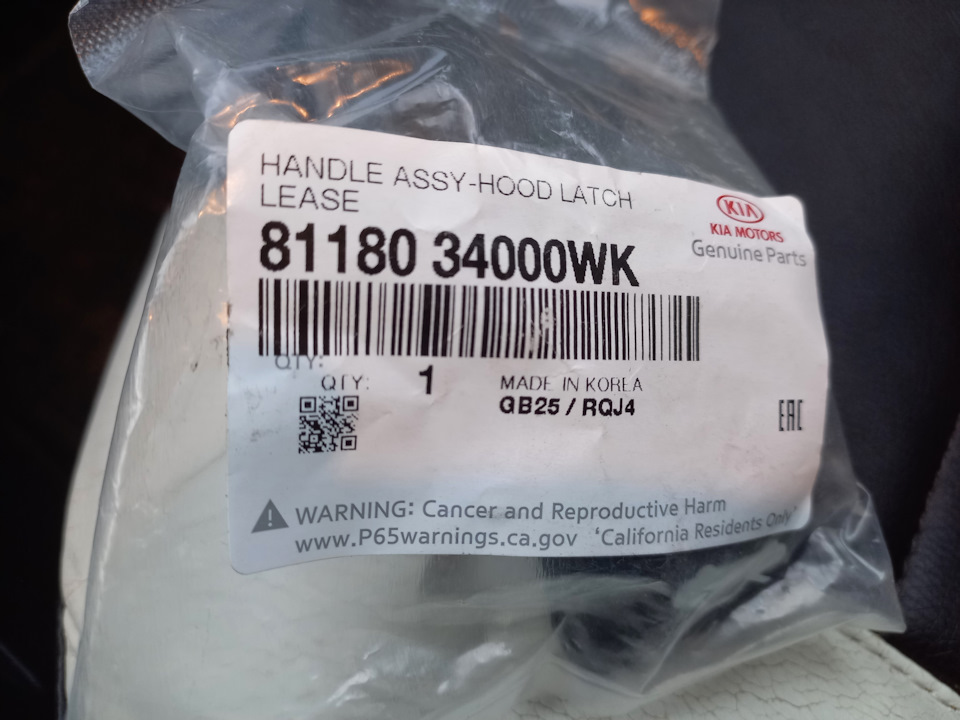 HANDLE ASSY-HOOD LATCH
LEASE
81180 34000WK
KIA
KIA MOTORS
Genuine Parts
QTY:
QTY: 1
MADE IN KOREA
GB25 / RQJ4
EAC
WARNING: Cancer and Reproductive Harm
www.P65warnings.ca.gov 'California Residents Only'